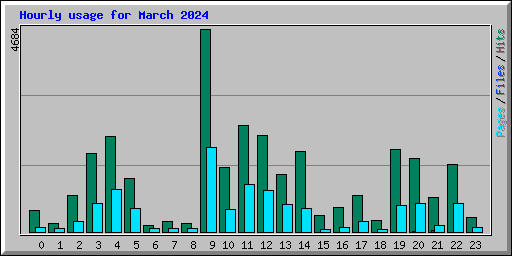 Hourly usage for March 2024
4684
Pages / Files / Hits
0 1 2 3 4 5 6 7 8 9 10 11 12 13 14 15 16 17 18 19 20 21 22 23